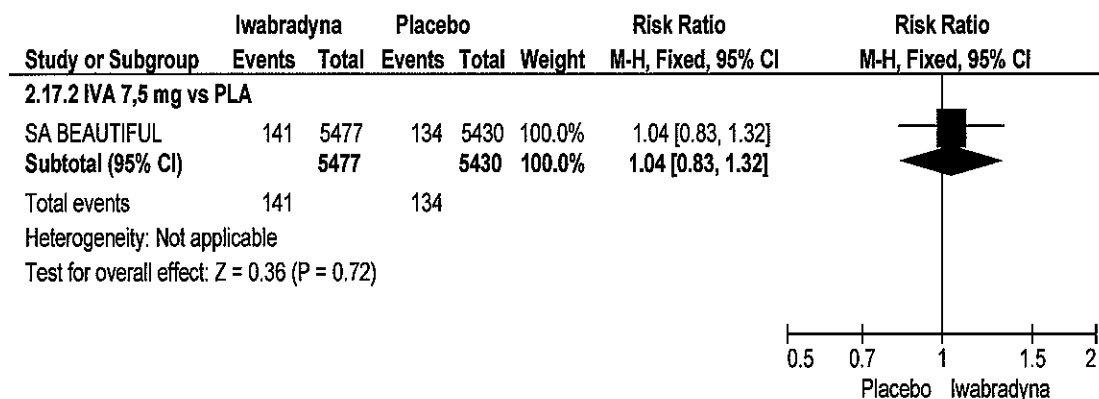 Iwabradyna Placebo Risk Ratio Risk Ratio
Study or Subgroup Events Total Events Total Weight M-H, Fixed, 95% CI M-H, Fixed, 95% CI
2.17.2 IVA 7,5 mg vs PLA
SA BEAUTIFUL 141 5477 134 5430 100.0% 1.04 [0.83, 1.32]
Subtotal (95% CI) 5477 5430 100.0% 1.04 [0.83, 1.32]
Total events 141 134
Heterogeneity: Not applicable
Test for overall effect: Z = 0.36 (P = 0.72)
0.5 0.7 1 1.5 2
Placebo Iwabradyna